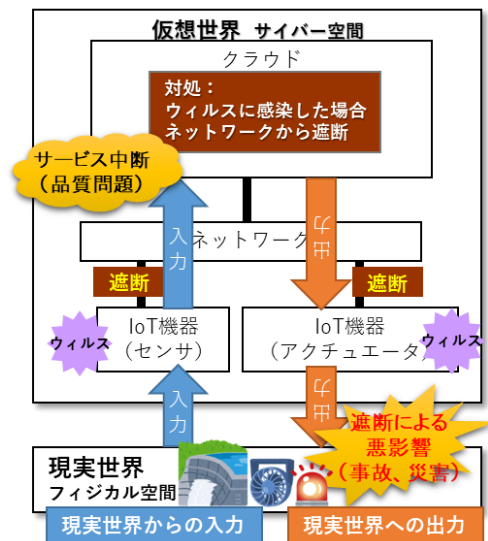 仮想世界 サイバー空間
クラウド
対処：
ウィルスに感染した場合
ネットワークから遮断
サービス中断
（品質問題）
入力
出力
ネットワーク
遮断
遮断
IoT機器
（センサ）
IoT機器
（アクチュエータ）
ウィルス
ウィルス
入力
出力
遮断による
悪影響
（事故、災害）
現実世界
フィジカル空間
現実世界からの入力
現実世界への出力